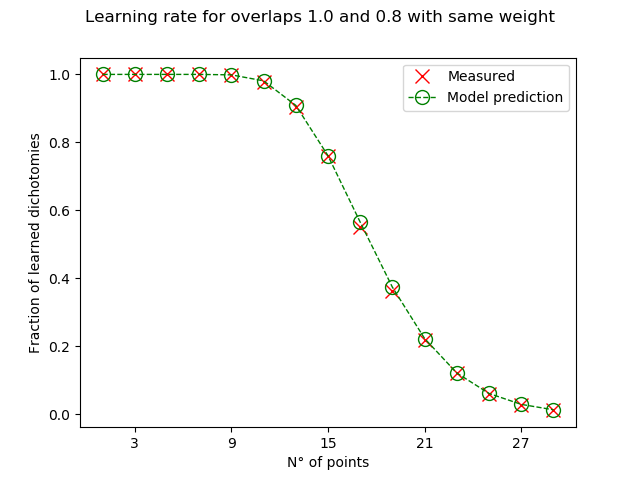 Learning rate for overlaps 1.0 and 0.8 with same weight
Measured
Model prediction
Fraction of learned dichotomies
1.0
0.8
0.6
0.4
0.2
0.0
3 9 15 21 27
N° of points